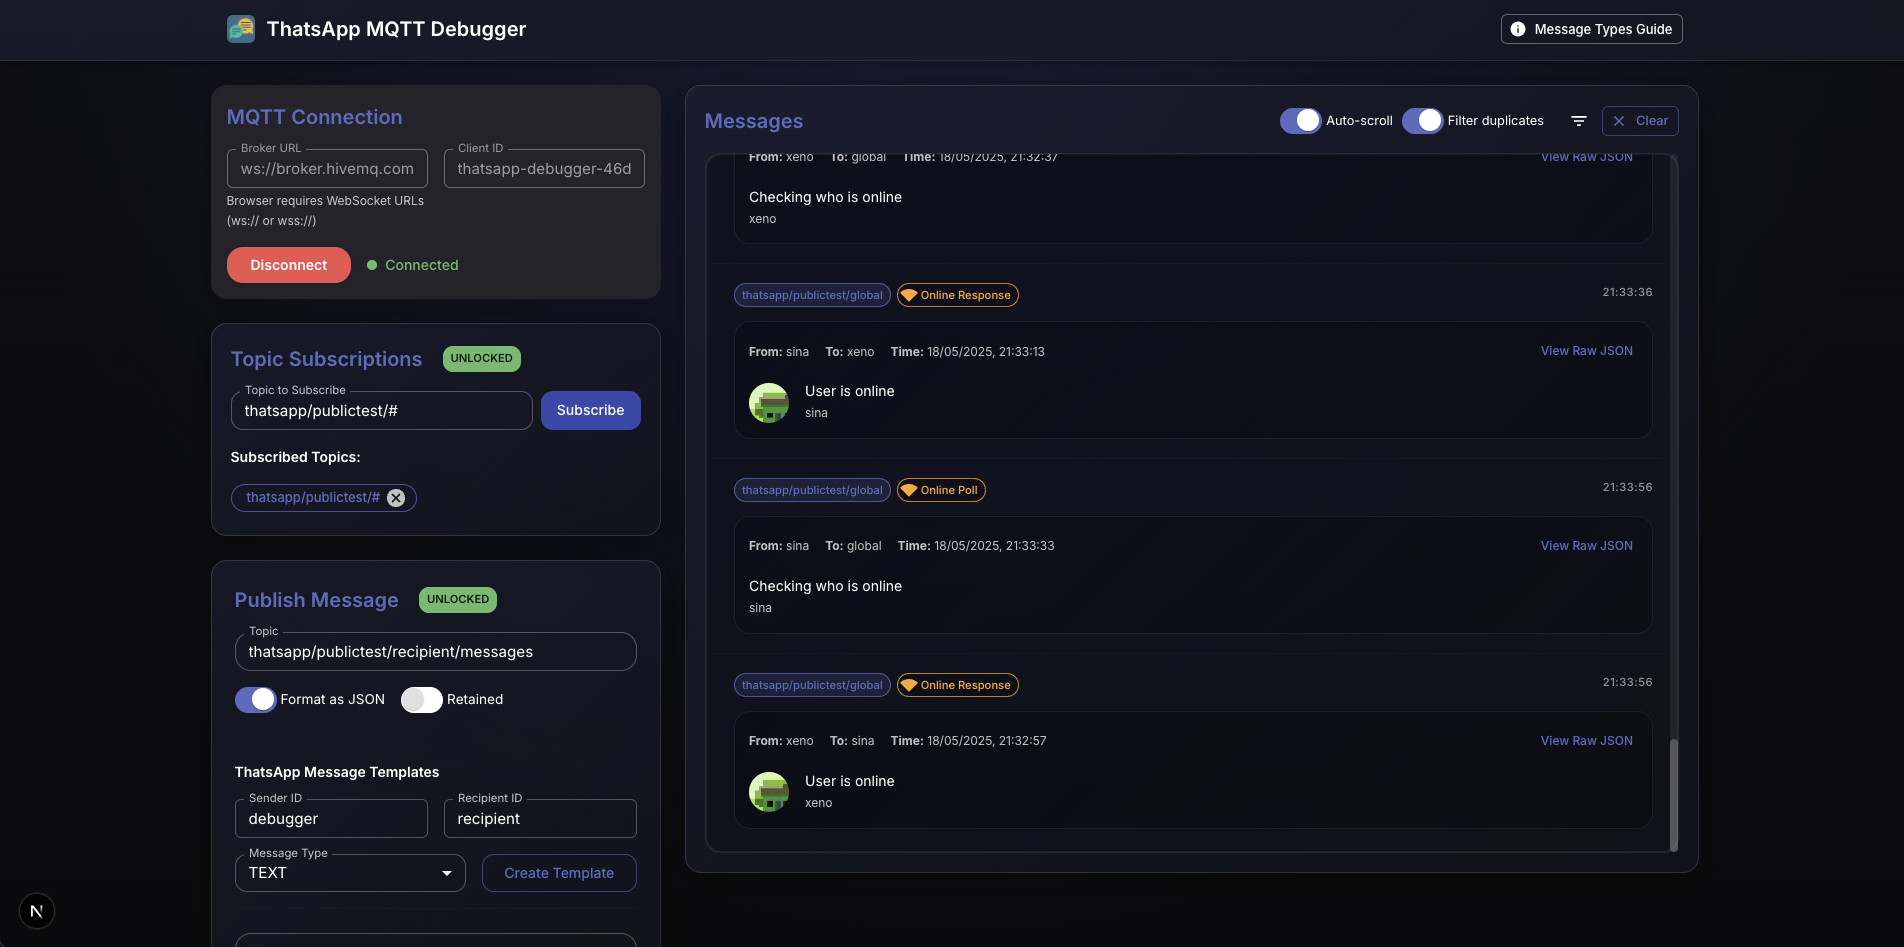 ThatsApp MQTT Debugger
Message Types Guide
MQTT Connection
Broker URL
ws://broker.hivemq.com
Client ID
thatsapp-debugger-46d
Browser requires WebSocket URLs
(ws:// or wss://)
Disconnect
Connected
Topic Subscriptions
UNLOCKED
Topic to Subscribe
thatsapp/publictest/#
Subscribe
Subscribed Topics:
thatsapp/publictest/#
Publish Message
UNLOCKED
Topic
thatsapp/publictest/recipient/messages
Format as JSON
Retained
ThatsApp Message Templates
Sender ID
debugger
Recipient ID
recipient
Message Type
TEXT
Create Template
N
Messages
Auto-scroll
Filter duplicates
Clear
From: xeno To: global Time: 18/05/2025, 21:32:37
View Raw JSON
Checking who is online
xeno
thatsapp/publictest/global
Online Response
21:33:36
From: sina To: xeno Time: 18/05/2025, 21:33:13
View Raw JSON
User is online
sina
thatsapp/publictest/global
Online Poll
21:33:56
From: sina To: global Time: 18/05/2025, 21:33:33
View Raw JSON
Checking who is online
sina
thatsapp/publictest/global
Online Response
21:33:56
From: xeno To: sina Time: 18/05/2025, 21:32:57
View Raw JSON
User is online
xeno